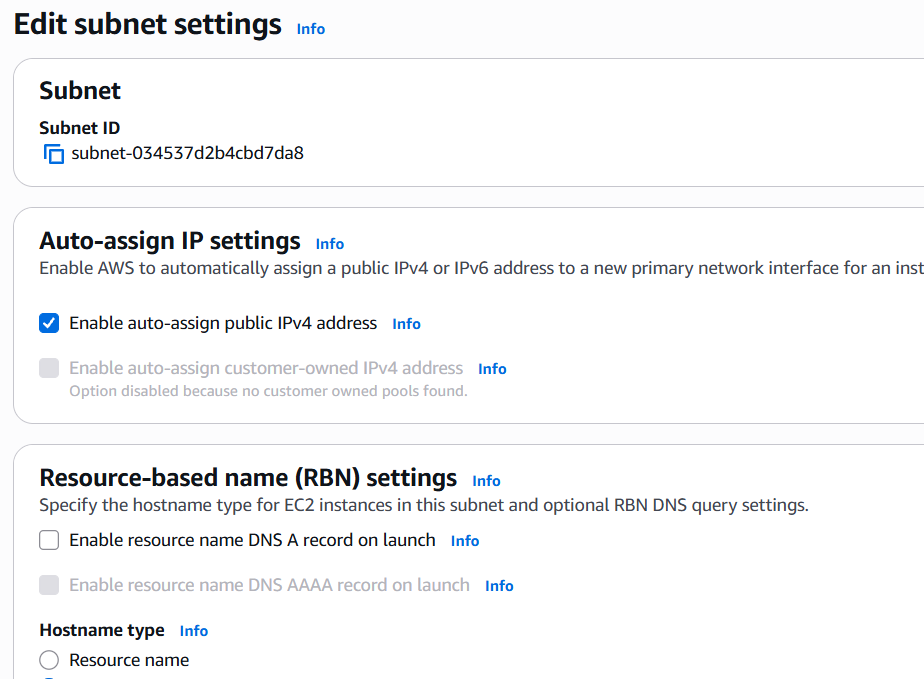 Edit subnet settings Info
Subnet
Subnet ID
subnet-034537d2b4cbd7da8
Auto-assign IP settings Info
Enable AWS to automatically assign a public IPv4 or IPv6 address to a new primary network interface for an inst
Enable auto-assign public IPv4 address Info
Enable auto-assign customer-owned IPv4 address Info
Option disabled because no customer owned pools found.
Resource-based name (RBN) settings Info
Specify the hostname type for EC2 instances in this subnet and optional RBN DNS query settings.
Enable resource name DNS A record on launch Info
Enable resource name DNS AAAA record on launch Info
Hostname type Info
Resource name